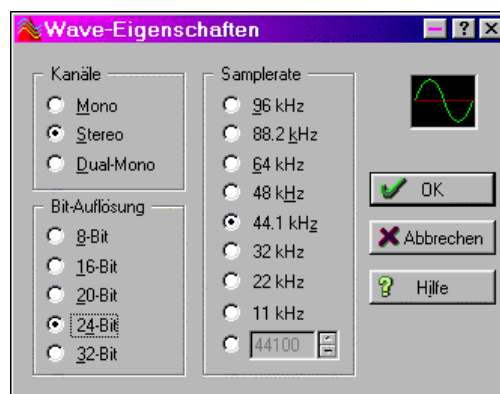 Wave-Eigenschaften
Kanäle
Mono
Stereo
Dual-Mono
Bit-Auflösung
8-Bit
16-Bit
20-Bit
24-Bit
32-Bit
Samplerate
96 kHz
88.2 kHz
64 kHz
48 kHz
44.1 kHz
32 kHz
22 kHz
11 kHz
44100
OK
Abbrechen
Hilfe